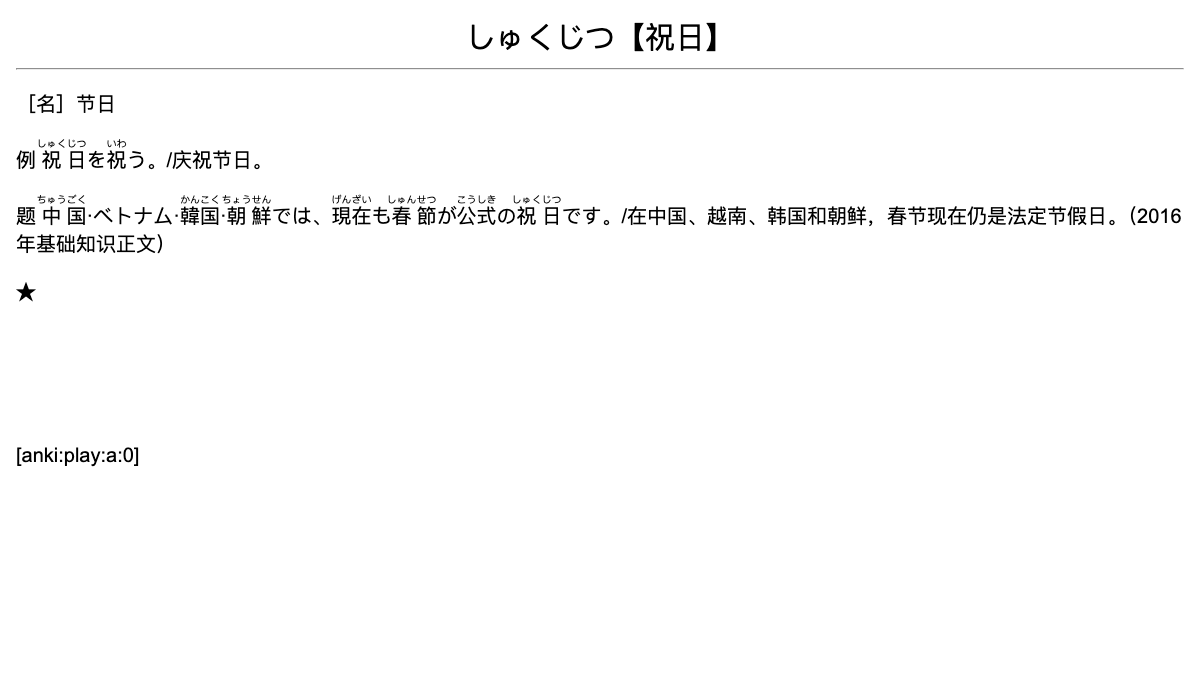 しゅくじつ【祝日】
［名］节日
しゅくじつ いわ
例 祝日を祝う。/庆祝节日。
ちゅうごく かんこく ちょうせん げんざい しゅんせつ こうしき しゅくじつ
题 中国·ベトナム·韓国·朝鮮では、現在も春節が公式の祝日です。/在中国、越南、韩国和朝鲜，春节现在仍是法定节假日。（2016
年基础知识正文）
★
[anki:play:a:0]